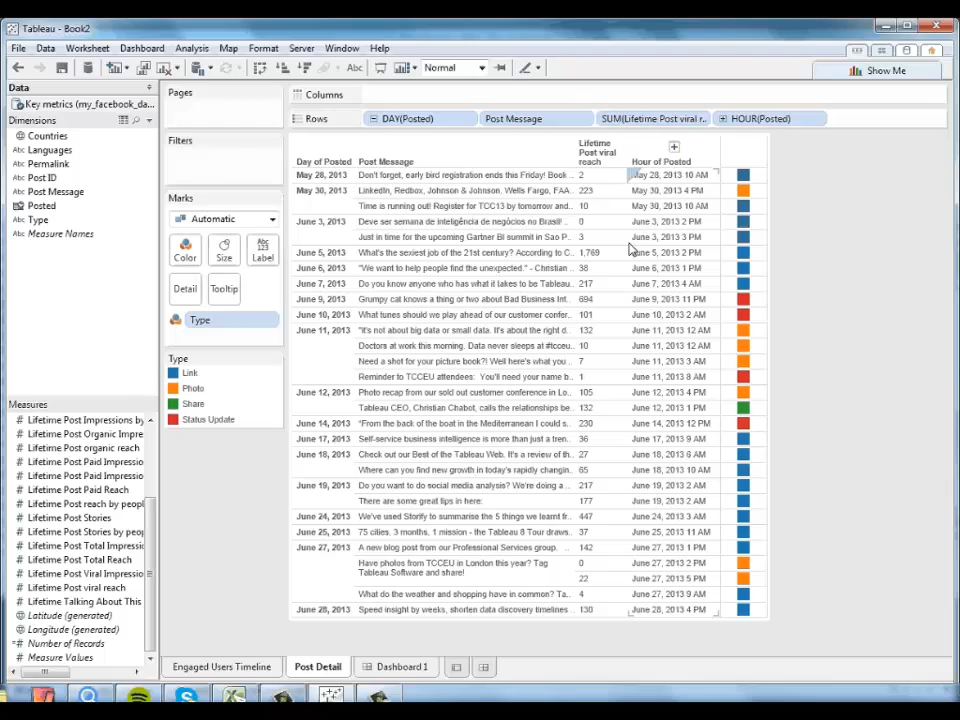 Tableau - Book2
File Data Worksheet Dashboard Analysis Map Format Server Window Help
Abc Normal Show Me
Data
Key metrics (my_facebook_da...
Dimensions
Countries
Abc Languages
Abc Permalink
Abc Post ID
Abc Post Message
Posted
Abc Type
Abc Measure Names
Measures
# Lifetime Post Impressions by
# Lifetime Post Organic Impre
# Lifetime Post organic reach
# Lifetime Post Paid Impressio
# Lifetime Post Paid Impressio
# Lifetime Post Paid Reach
# Lifetime Post reach by peopl
# Lifetime Post Stories
# Lifetime Post Stories by peop
# Lifetime Post Total Impressi
# Lifetime Post Total Reach
# Lifetime Post Viral Impressio
# Lifetime Post viral reach
# Lifetime Talking About This
Latitude (generated)
Longitude (generated)
=# Number of Records
# Measure Values
Pages
Filters
Marks
Automatic
Color Size Abc 123 Label
Detail Tooltip
Type
Type
Link
Photo
Share
Status Update
Columns
Rows DAY(Posted) Post Message SUM(Lifetime Post viral r.. HOUR(Posted)
Day of Posted Post Message Lifetime Post viral reach Hour of Posted
May 28, 2013 Don't forget, early bird registration ends this Friday! Book .. 2 May 28, 2013 10 AM
May 30, 2013 LinkedIn, Redbox, Johnson & Johnson. Wells Fargo, FAA.. 223 May 30, 2013 4 PM
Time is running out! Register for TCC13 by tomorrow and.. 10 May 30, 2013 10 AM
June 3, 2013 Deve ser semana de inteligência de negócios no Brasil! .. 0 June 3, 2013 2 PM
Just in time for the upcoming Gartner BI summit in Sao P.. 3 June 3, 2013 3 PM
June 5, 2013 What's the sexiest job of the 21st century? According to C.. 1,769 June 5, 2013 2 PM
June 6, 2013 "We want to help people find the unexpected." - Christian .. 38 June 6, 2013 1 PM
June 7, 2013 Do you know anyone who has what it lakes to be Tableau.. 217 June 7, 2013 4 AM
June 9, 2013 Grumpy cat knows a thing or two about Bad Business Int.. 694 June 9, 2013 11 PM
June 10, 2013 What tunes should we play ahead of our customer confer.. 101 June 10, 2013 2 AM
June 11, 2013 "It's not about big data or small data. It's about the right d.. 132 June 11, 2013 12 AM
Doctors at work this morning. Data never sleeps at #tcceu.. 10 June 11, 2013 12 AM
Need a shot for your picture book?! Well here's what you .. 7 June 11, 2013 3 AM
Reminder to TCCEU attendees: You'll need your name b.. 1 June 11, 2013 8 AM
June 12, 2013 Photo recap from our sold out customer conference in Lo.. 105 June 12, 2013 4 PM
Tableau CEO, Christian Chabot, calls the relationships be.. 132 June 12, 2013 1 PM
June 14, 2013 "From the back of the boat in the Mediterranean I could s.. 230 June 14, 2013 12 PM
June 17, 2013 Self-service business intelligence is more than just a tren.. 36 June 17, 2013 9 AM
June 18, 2013 Check out our Best of the Tableau Web. It's a review of th.. 27 June 18, 2013 6 AM
Where can you find new growth in today's rapidly changin.. 65 June 18, 2013 10 AM
June 19, 2013 Do you want to do social media analysis? We're doing a .. 217 June 19, 2013 2 AM
There are some great tips in here: 177 June 19, 2013 2 AM
June 24, 2013 We've used Storify to summarise the 5 things we learned fr.. 447 June 24, 2013 3 AM
June 25, 2013 75 cities, 3 months, 1 mission - the Tableau 8 Tour draws.. 37 June 25, 2013 11 AM
June 27, 2013 A new blog post from our Professional Services group. .. 142 June 27, 2013 1 PM
Have photos from TCCEU in London this year? Tag Tableau Software and share! 0 June 27, 2013 2 PM
22 June 27, 2013 5 PM
What do the weather and shopping have in common? Ta.. 4 June 27, 2013 9 AM
June 28, 2013 Speed insight by weeks, shorten data discovery timelines .. 130 June 28, 2013 4 PM
Engaged Users Timeline Post Detail Dashboard 1